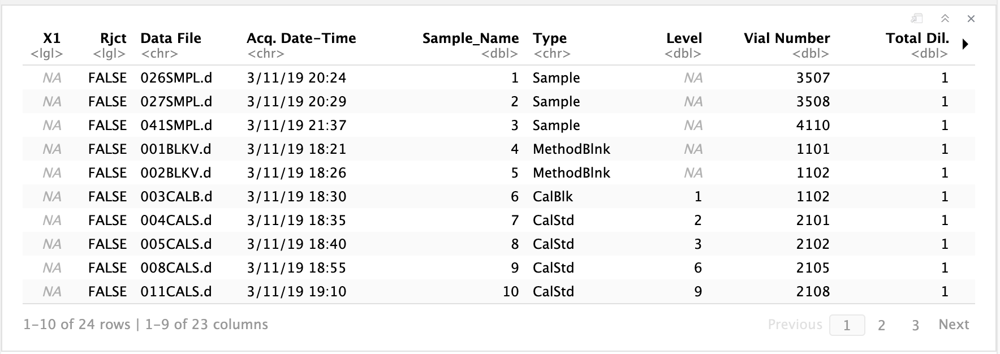 X1 Rjct Data File Acq. Date-Time Sample_Name Type Level Vial Number Total Dil.
<lgl> <lgl> <chr> <chr> <dbl> <chr> <dbl> <dbl> <dbl>
NA FALSE 026SMPL.d 3/11/19 20:24 1 Sample NA 3507 1
NA FALSE 027SMPL.d 3/11/19 20:29 2 Sample NA 3508 1
NA FALSE 041SMPL.d 3/11/19 21:37 3 Sample NA 4110 1
NA FALSE 001BLKV.d 3/11/19 18:21 4 MethodBlnk NA 1101 1
NA FALSE 002BLKV.d 3/11/19 18:26 5 MethodBlnk NA 1102 1
NA FALSE 003CALB.d 3/11/19 18:30 6 CalBlk 1 1102 1
NA FALSE 004CALS.d 3/11/19 18:35 7 CalStd 2 2101 1
NA FALSE 005CALS.d 3/11/19 18:40 8 CalStd 3 2102 1
NA FALSE 008CALS.d 3/11/19 18:55 9 CalStd 6 2105 1
NA FALSE 011CALS.d 3/11/19 19:10 10 CalStd 9 2108 1
1-10 of 24 rows | 1-9 of 23 columns Previous 1 2 3 Next